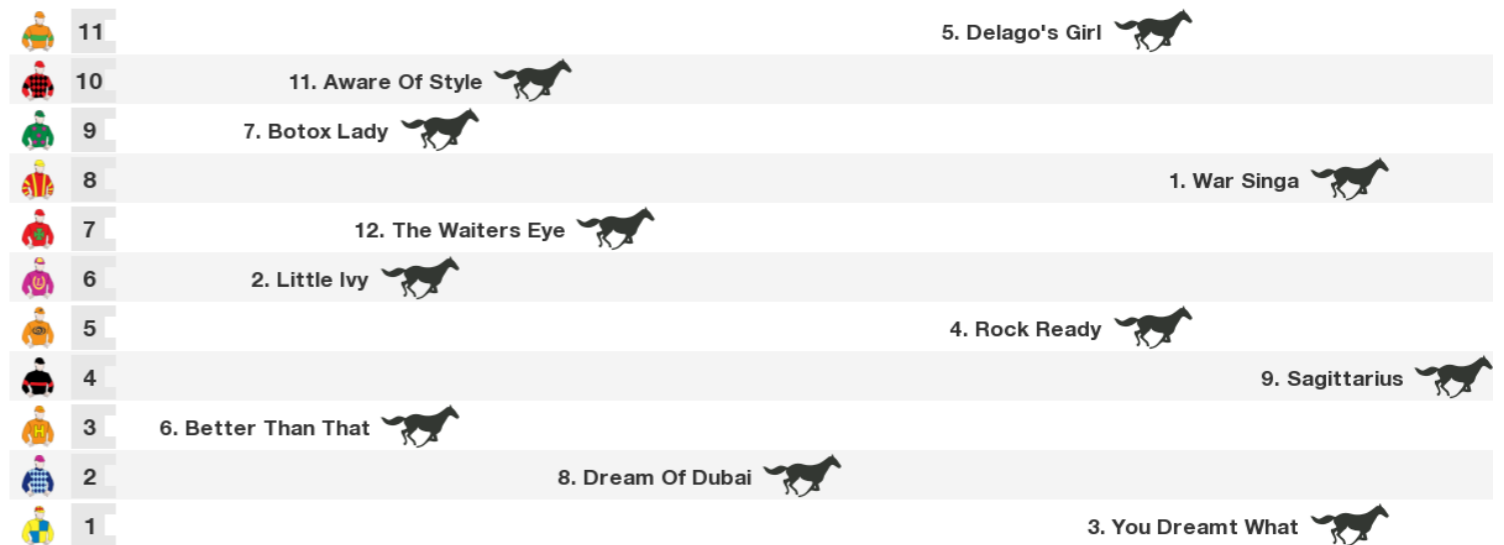 11 5. Delago's Girl
10 11. Aware Of Style
9 7. Botox Lady
8 1. War Singa
7 12. The Waiters Eye
6 2. Little Ivy
5 4. Rock Ready
4 9. Sagittarius
3 6. Better Than That
2 8. Dream Of Dubai
1 3. You Dreamt What